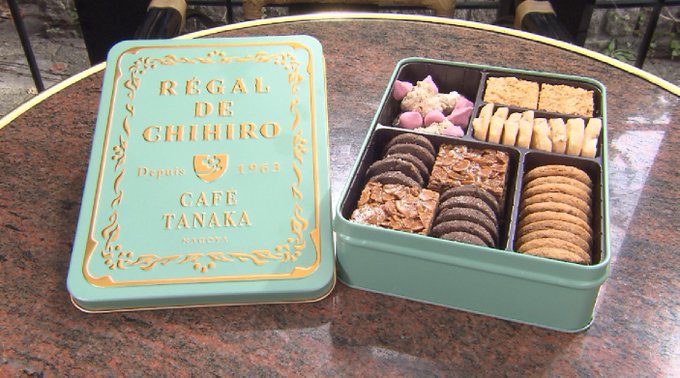 RÉGAL
DE
CHIHIRO
Depuis 1963
CAFÉ
TANAKA
NAGOYA